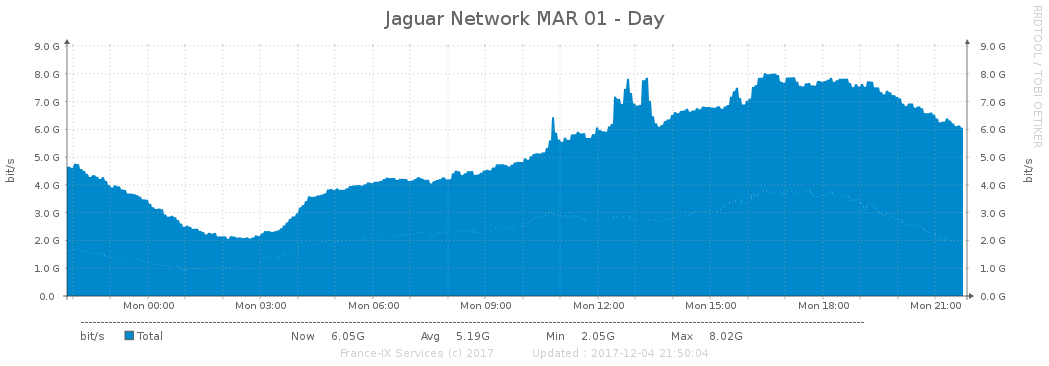 Jaguar Network MAR 01 - Day
RRDTOOL / TOBI OETIKER
9.0 G 9.0 G
8.0 G 8.0 G
7.0 G 7.0 G
6.0 G 6.0 G
5.0 G 5.0 G
4.0 G 4.0 G
3.0 G 3.0 G
2.0 G 2.0 G
1.0 G 1.0 G
0.0 0.0 G
bit/s bit/s
Mon 00:00 Mon 03:00 Mon 06:00 Mon 09:00 Mon 12:00 Mon 15:00 Mon 18:00 Mon 21:00
bit/s Total Now 6.05G Avg 5.19G Min 2.05G Max 8.02G
France-IX Services (c) 2017 Updated : 2017-12-04 21:50:04